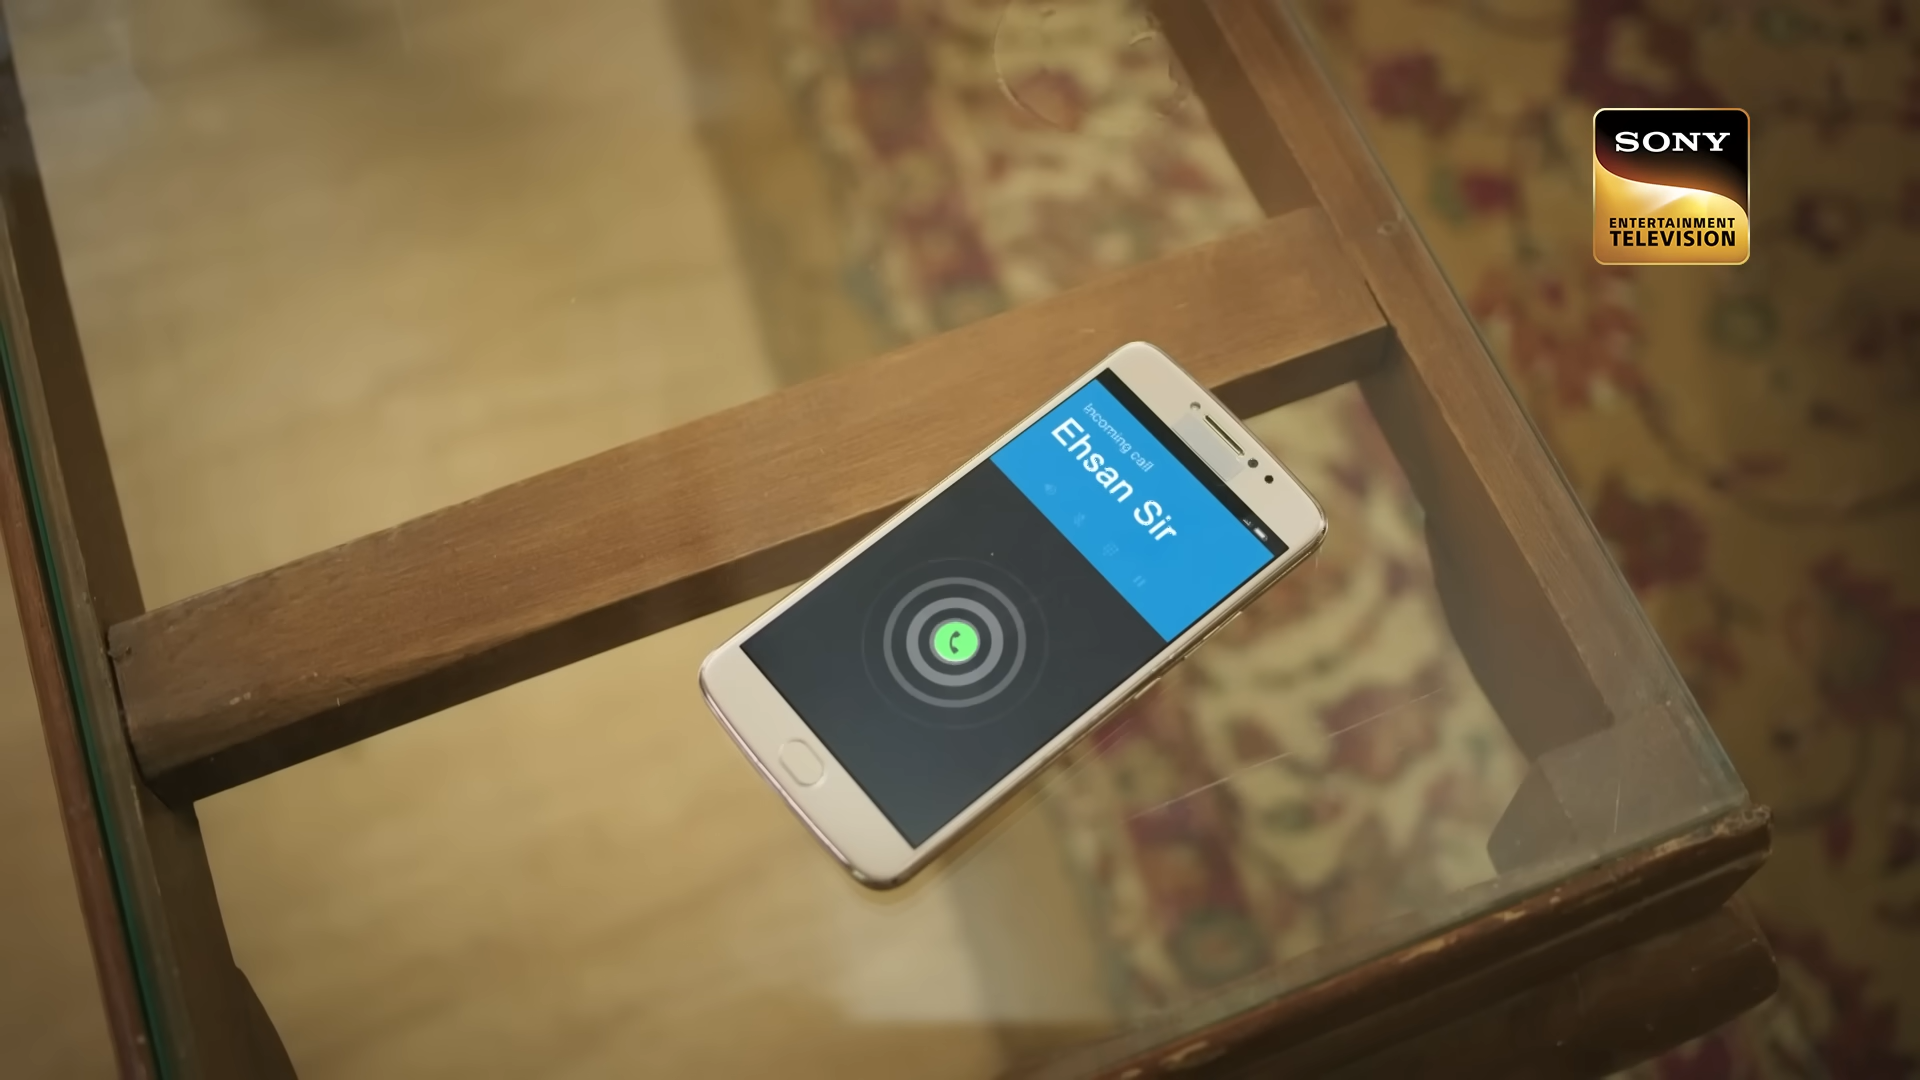 SONY
ENTERTAINMENT
TELEVISION
Incoming call
Ehsan Sir